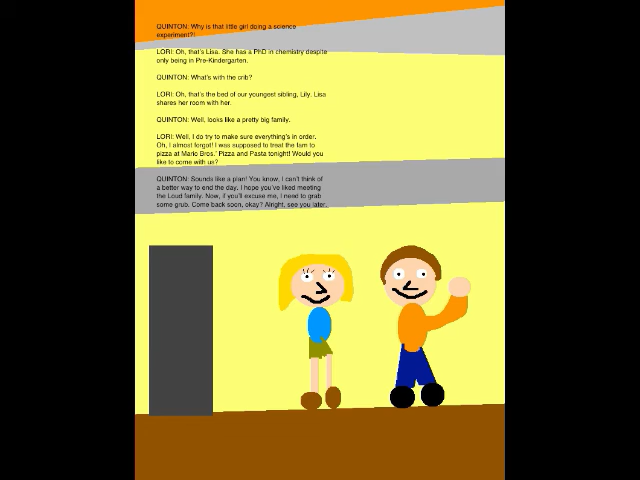 QUINTON: Why is that little girl doing a science
experiment?!
LORI: Oh, that's Lisa. She has a PhD in chemistry despite
only being in Pre-Kindergarten.
QUINTON: What's with the crib?
LORI: Oh, that's the bed of our youngest sibling, Lily. Lisa
shares her room with her.
QUINTON: Well, looks like a pretty big family.
LORI: Well, I do try to make sure everything's in order.
Oh, I almost forgot! I was supposed to treat the fam to
pizza at Mario Bros.' Pizza and Pasta tonight! Would you
like to come with us?
QUINTON: Sounds like a plan! You know, I can't think of
a better way to end the day. I hope you've liked meeting
the Loud family. Now, if you'll excuse me, I need to grab
some grub. Come back soon, okay? Alright, see you later.